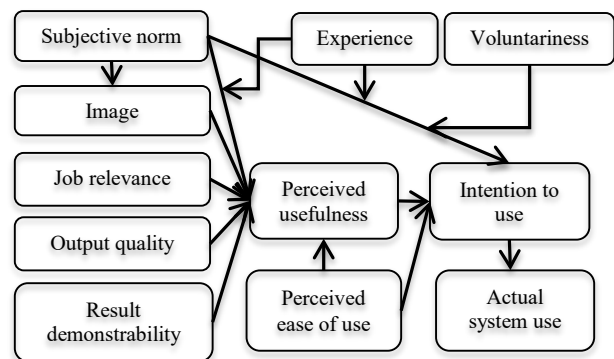 Subjective norm
Experience
Voluntariness
Image
Job relevance
Perceived
usefulness
Intention to
use
Output quality
Result
demonstrability
Perceived
ease of use
Actual
system use